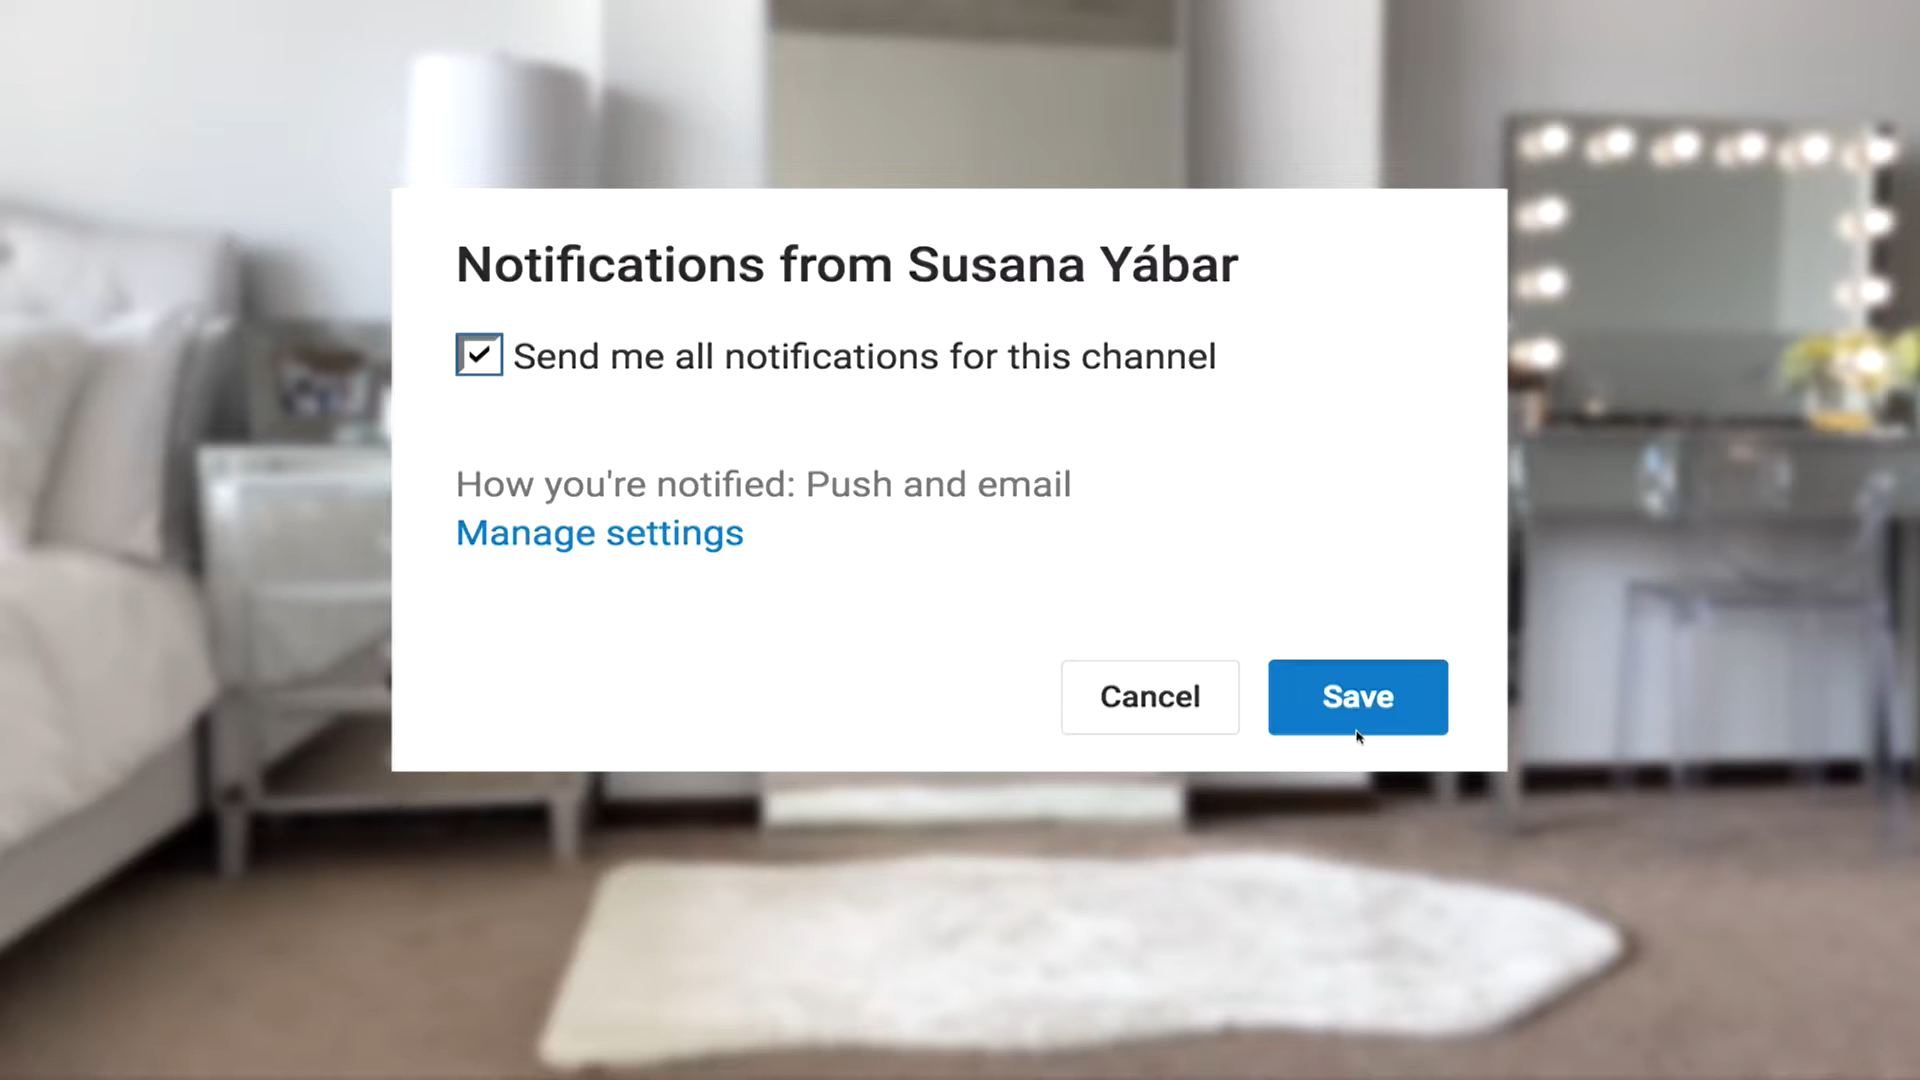 Notifications from Susana Yábar
Send me all notifications for this channel
How you're notified: Push and email
Manage settings
Cancel
Save